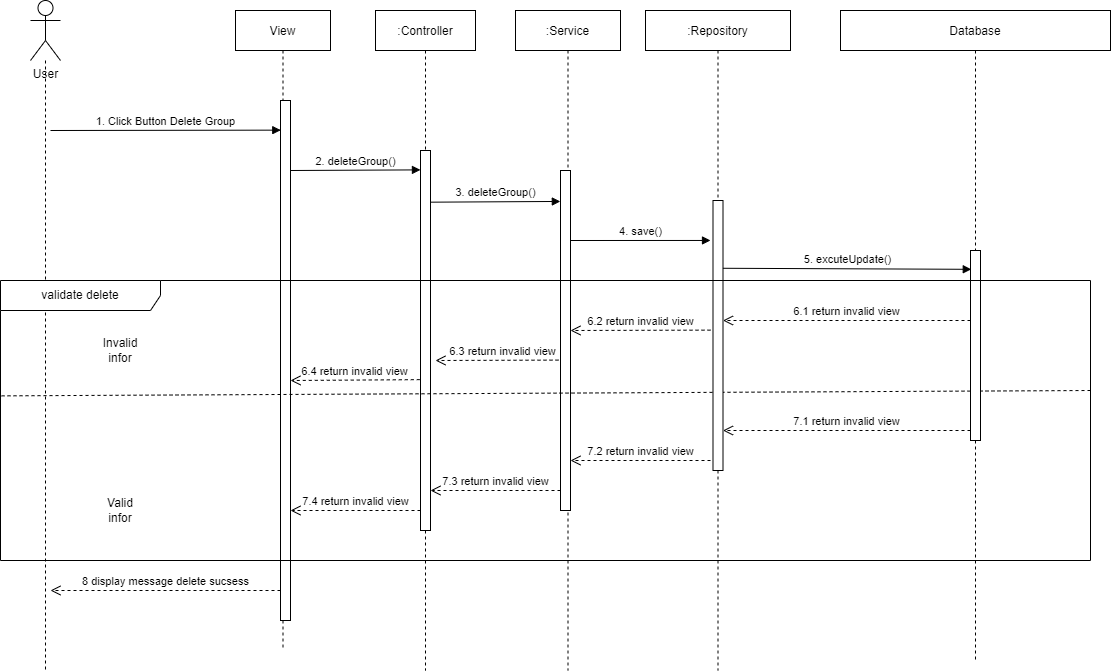 View
:Controller
:Service
:Repository
Database
User
1. Click Button Delete Group
2. deleteGroup()
3. deleteGroup()
4. save()
5. excuteUpdate()
validate delete
6.1 return invalid view
6.2 return invalid view
Invalid
infor
6.3 return invalid view
6.4 return invalid view
7.1 return invalid view
7.2 return invalid view
7.3 return invalid view
Valid
infor
7.4 return invalid view
8 display message delete sucsess